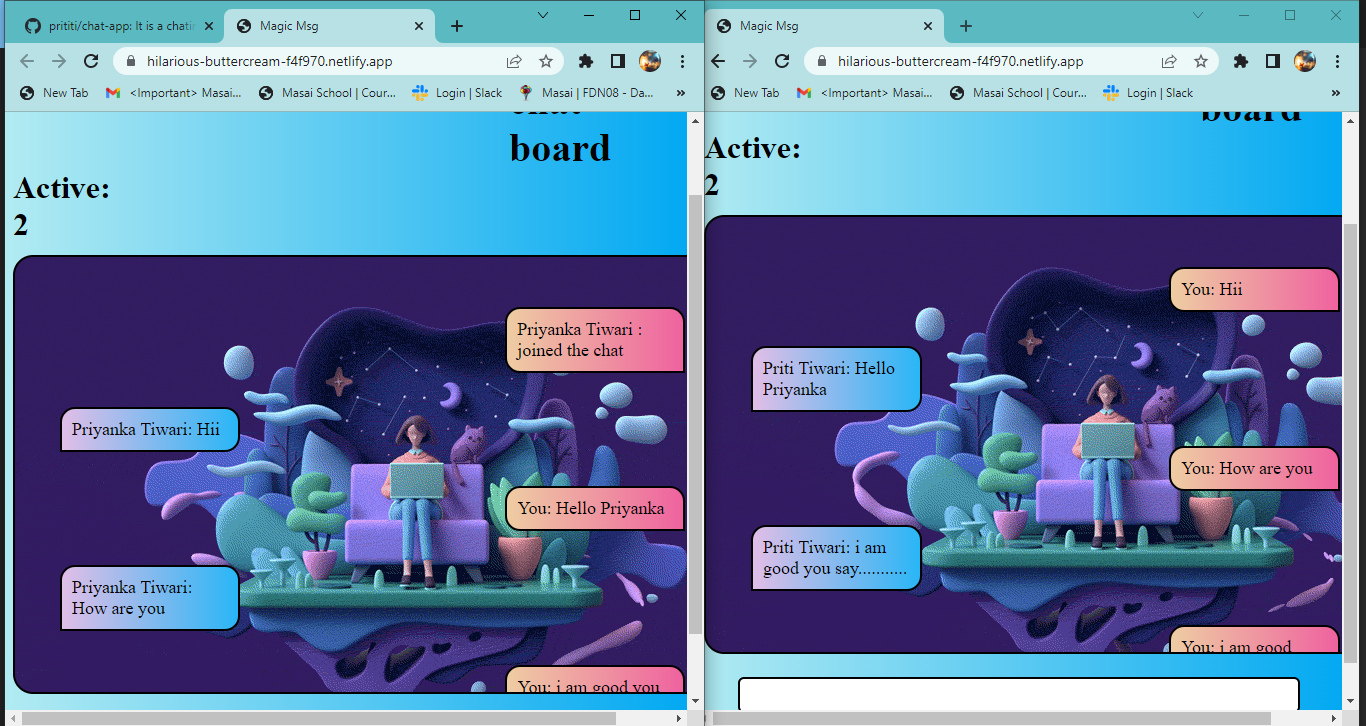 prititi/chat-app: It is a chatin
Magic Msg
hilarious-buttercream-f4f970.netlify.app
New Tab
<Important> Masai...
Masai School | Cour...
Login | Slack
Masai | FDN08 - Da...
»
chat
board
Active:
2
Priyanka Tiwari :
joined the chat
Priyanka Tiwari: Hii
You: Hello Priyanka
Priyanka Tiwari:
How are you
You: i am good you
Magic Msg
hilarious-buttercream-f4f970.netlify.app
New Tab
<Important> Masai...
Masai School | Cour...
Login | Slack
»
board
Active:
2
You: Hii
Priti Tiwari: Hello
Priyanka
You: How are you
Priti Tiwari: i am
good you say...........
You: i am good